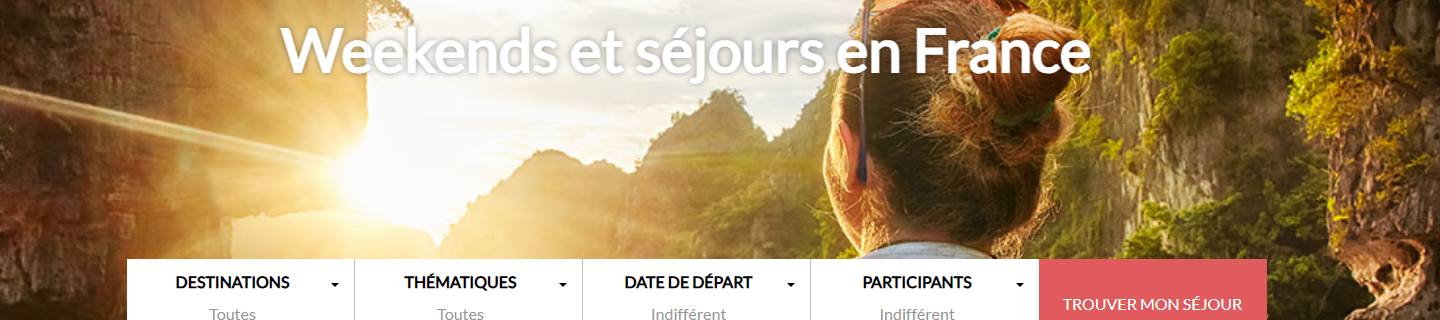 Weekends et séjours en France
DESTINATIONS THÉMATIQUES DATE DE DÉPART PARTICIPANTS
Toutes Toutes Indifférent Indifférent TROUVER MON SÉJOUR